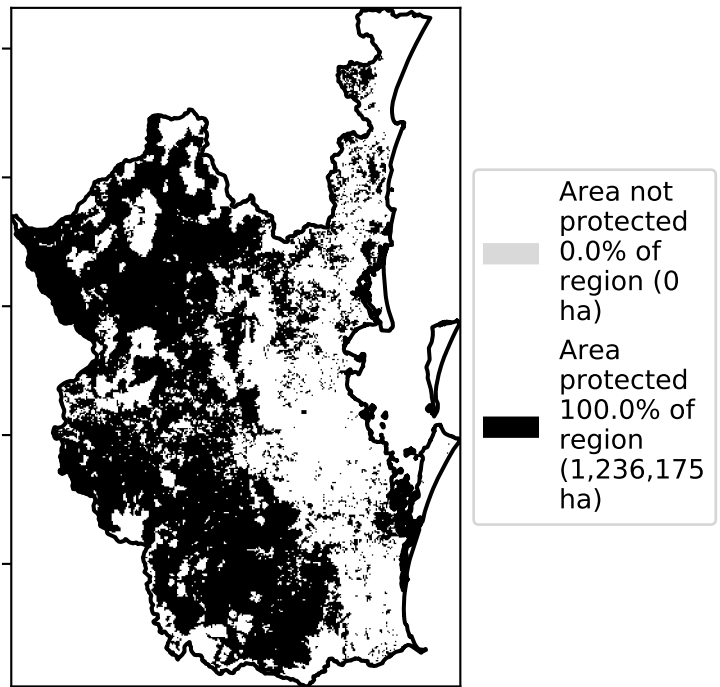 Area not
protected
0.0% of
region (0
ha)
Area
protected
100.0% of
region
(1,236,175
ha)